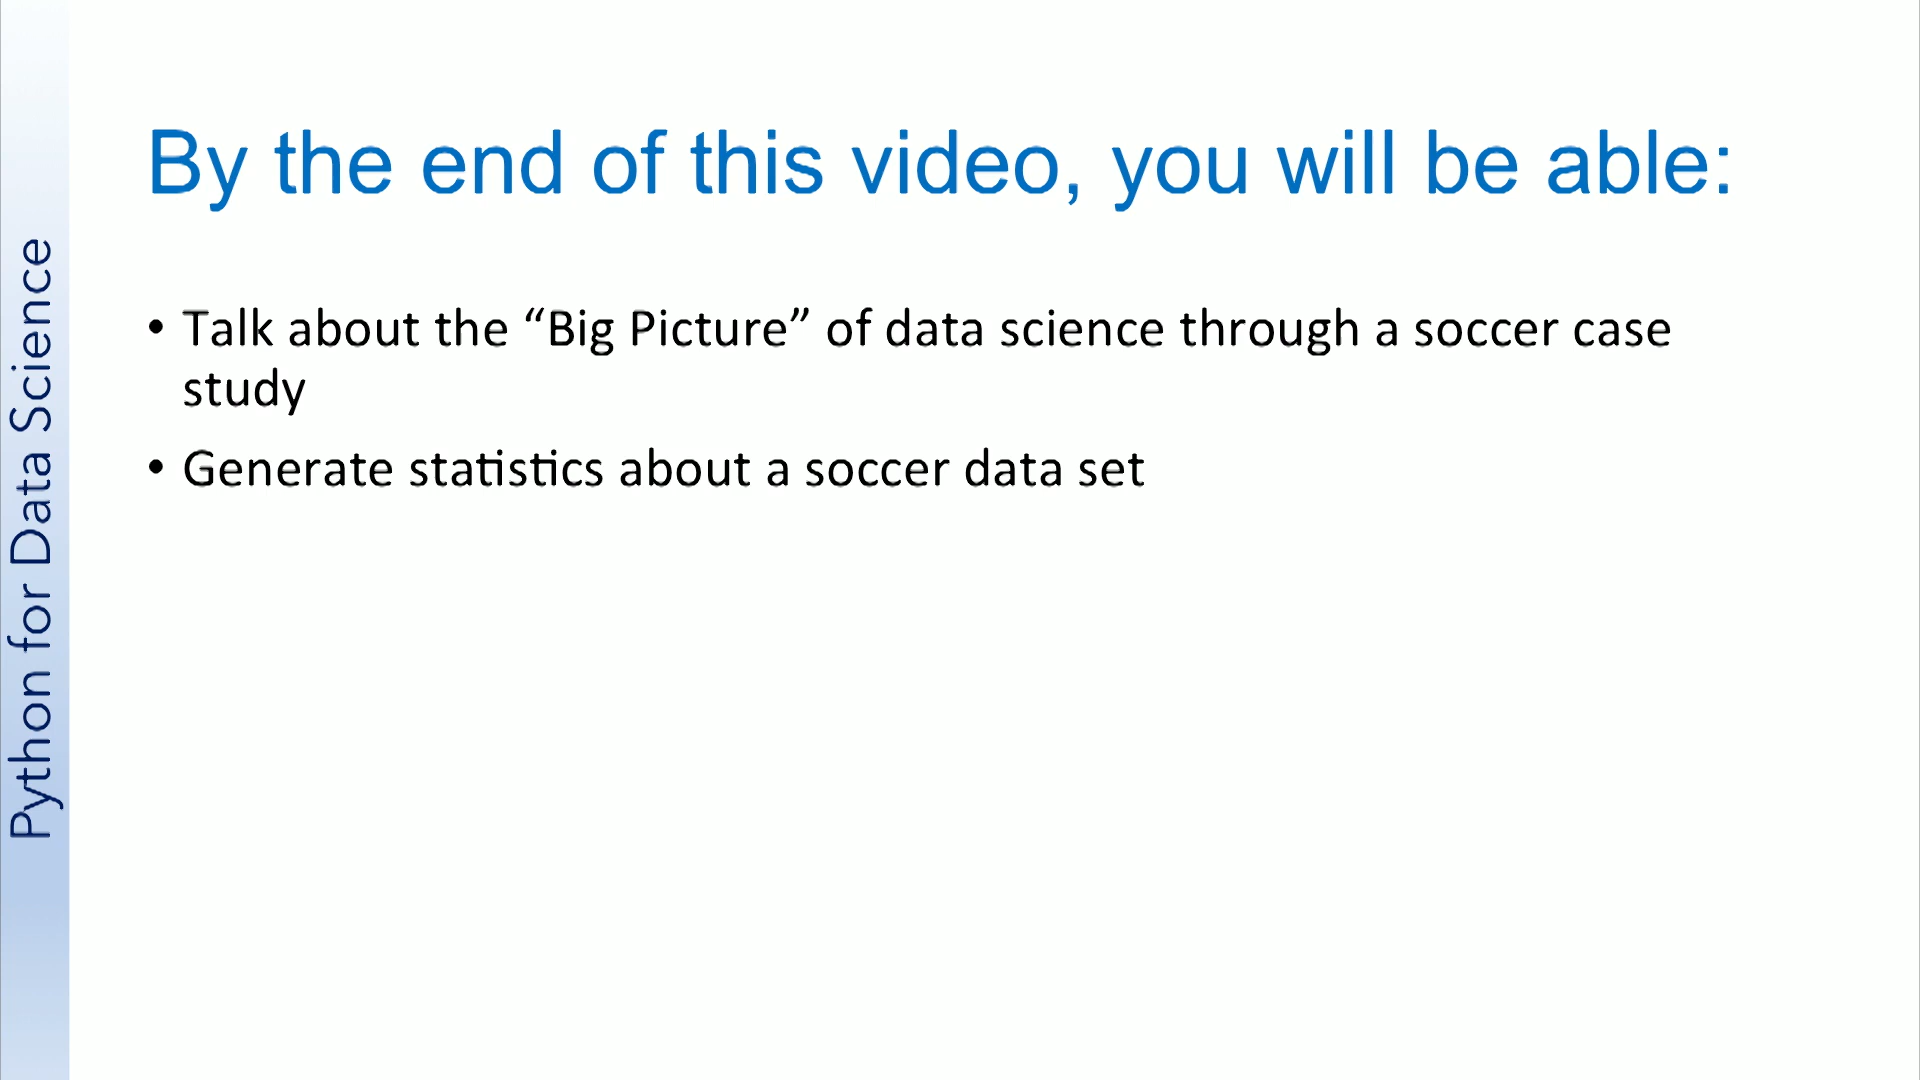 By the end of this video, you will be able:
• Talk about the “Big Picture” of data science through a soccer case
study
• Generate statistics about a soccer data set
Python for Data Science